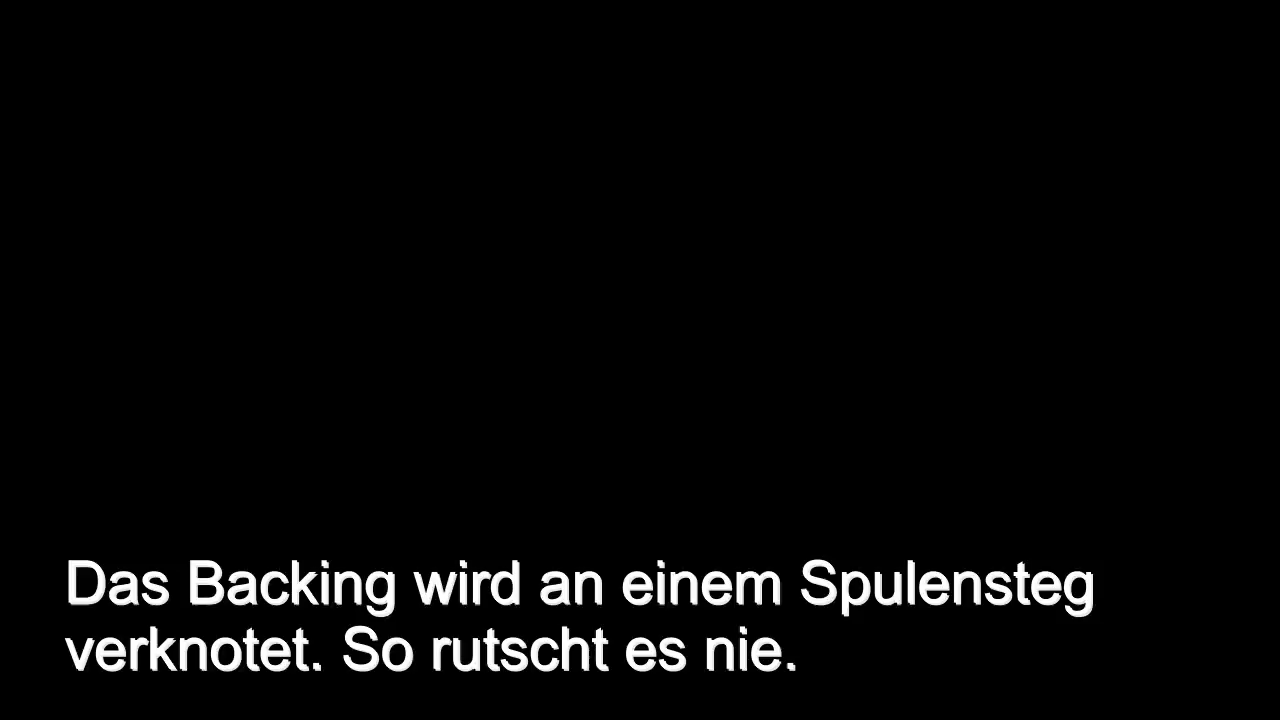 Das Backing wird an einem Spulensteg
verknotet. So rutscht es nie.